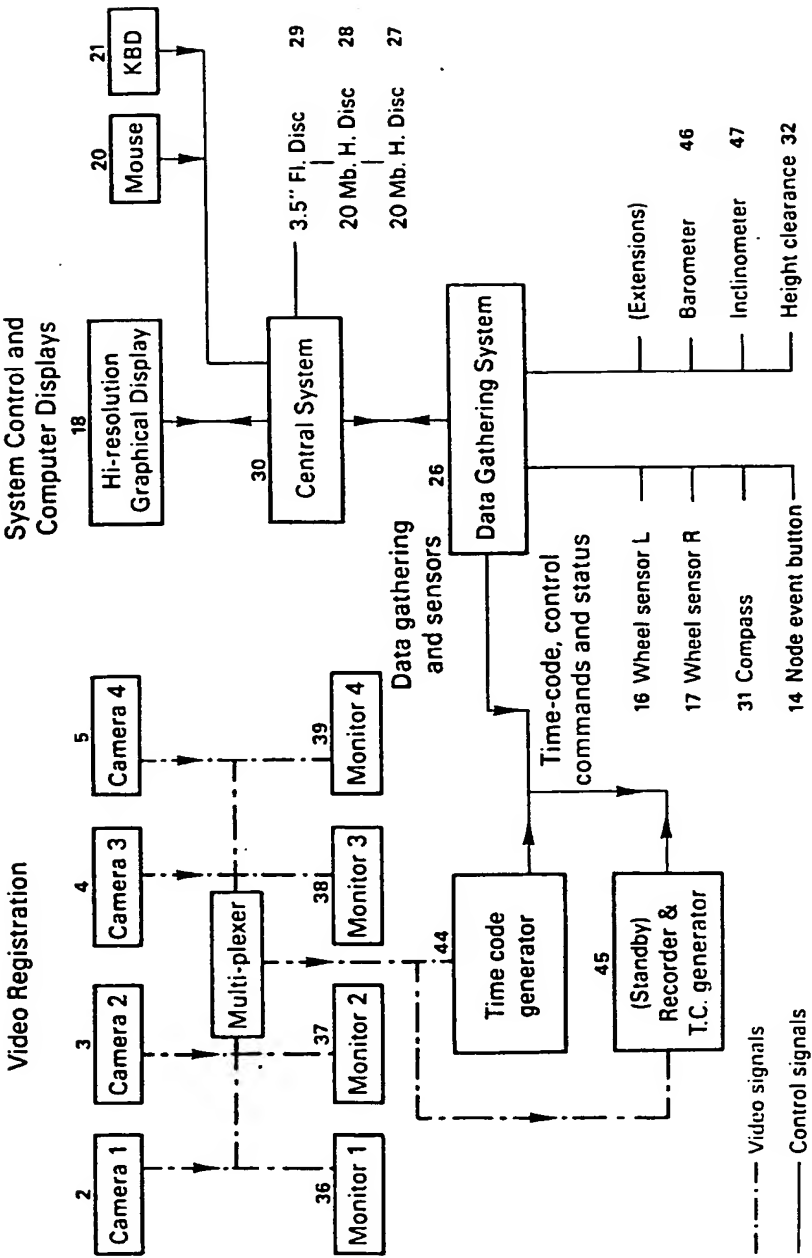 Video Registration
System Control and
Computer Displays
2
Camera 1
3
Camera 2
4
Camera 3
5
Camera 4
18
Hi-resolution
Graphical Display
20
Mouse
21
KBD
Multi-plexer
36
Monitor 1
37
Monitor 2
38
Monitor 3
39
Monitor 4
30
Central System
3.5" Fl. Disc 29
20 Mb. H. Disc 28
20 Mb. H. Disc 27
Data gathering
and sensors
26
Data Gathering System
44
Time code
generator
Time-code, control
commands and status
45
(Standby)
Recorder &
T.C. generator
16 Wheel sensor L
17 Wheel sensor R
31 Compass
14 Node event button
(Extensions)
Barometer 46
Inclinometer 47
Height clearance 32
Video signals
Control signals